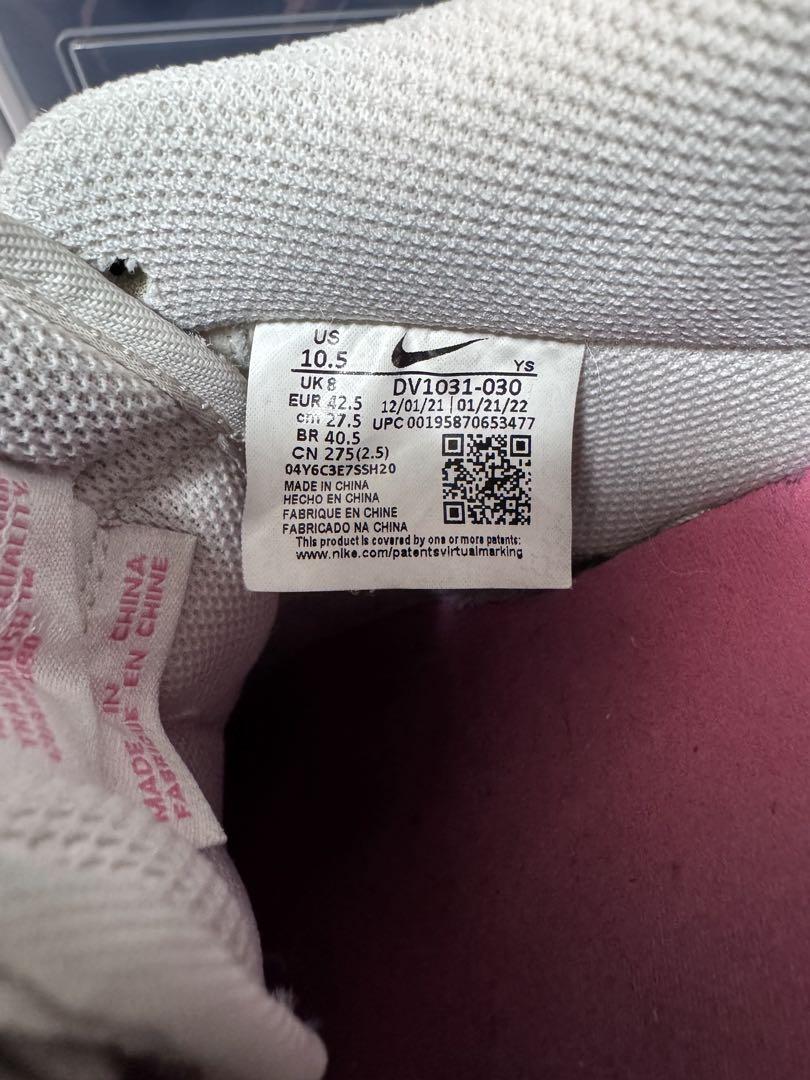 US
10.5
YS
UK 8
DV1031-030
EUR 42.5
12/01/21 | 01/21/22
cm 27.5
UPC 00195870653477
BR 40.5
CN 275(2.5)
04Y6C3E7SSH20
MADE IN CHINA
HECHO EN CHINA
FABRIQUE EN CHINE
FABRICADO NA CHINA
This product is covered by one or more patents:
www.nike.com/patentsvirtualmarking
MADE IN CHINA
FABRIQUE EN CHINE